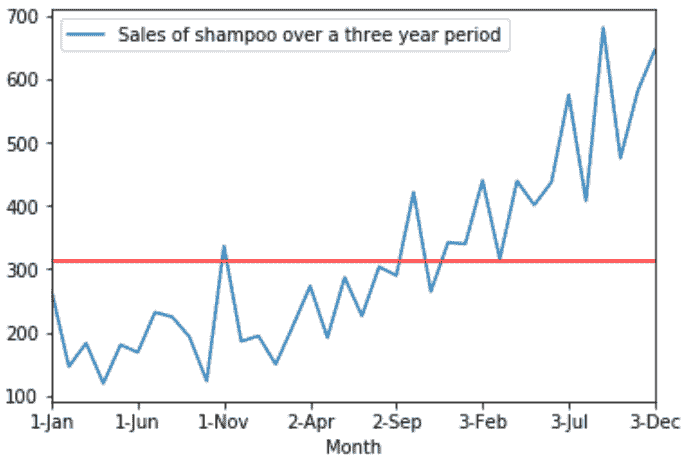 Sales of shampoo over a three year period
700
600
500
400
300
200
100
1-Jan 1-Jun 1-Nov 2-Apr 2-Sep 3-Feb 3-Jul 3-Dec
Month